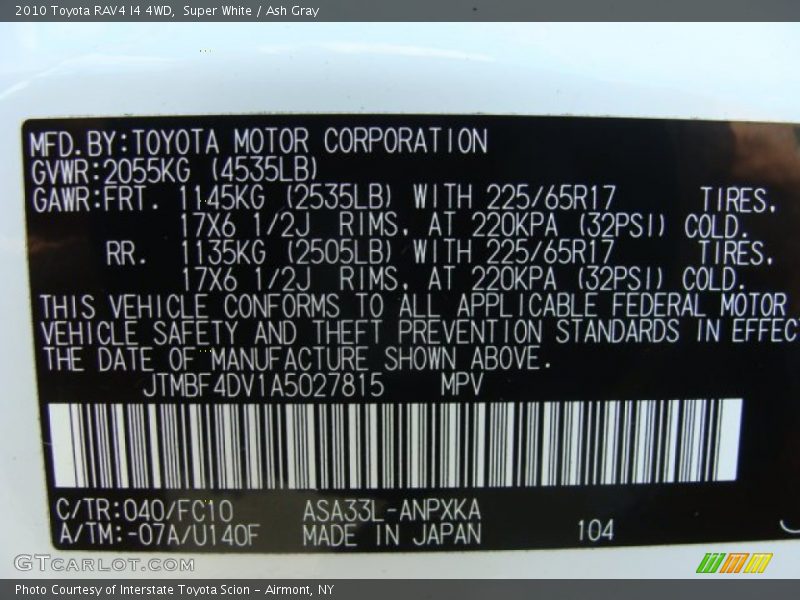 2010 Toyota RAV4 I4 4WD, Super White / Ash Gray
MFD.BY:TOYOTA MOTOR CORPORATION
GVWR:2055KG (4535LB)
GAWR:FRT. 1145KG (2535LB) WITH 225/65R17 TIRES,
17X6 1/2J RIMS, AT 220KPA (32PSI) COLD.
RR. 1135KG (2505LB) WITH 225/65R17 TIRES,
17X6 1/2J RIMS, AT 220KPA (32PSI) COLD.
THIS VEHICLE CONFORMS TO ALL APPLICABLE FEDERAL MOTOR
VEHICLE SAFETY AND THEFT PREVENTION STANDARDS IN EFFECT
THE DATE OF MANUFACTURE SHOWN ABOVE.
JTMBF4DV1A5027815 MPV
C/TR:040/FC10 ASA33L-ANPXKA
A/TM:-07A/U140F MADE IN JAPAN 104
GTCARLOT.COM
Photo Courtesy of Interstate Toyota Scion - Airmont, NY